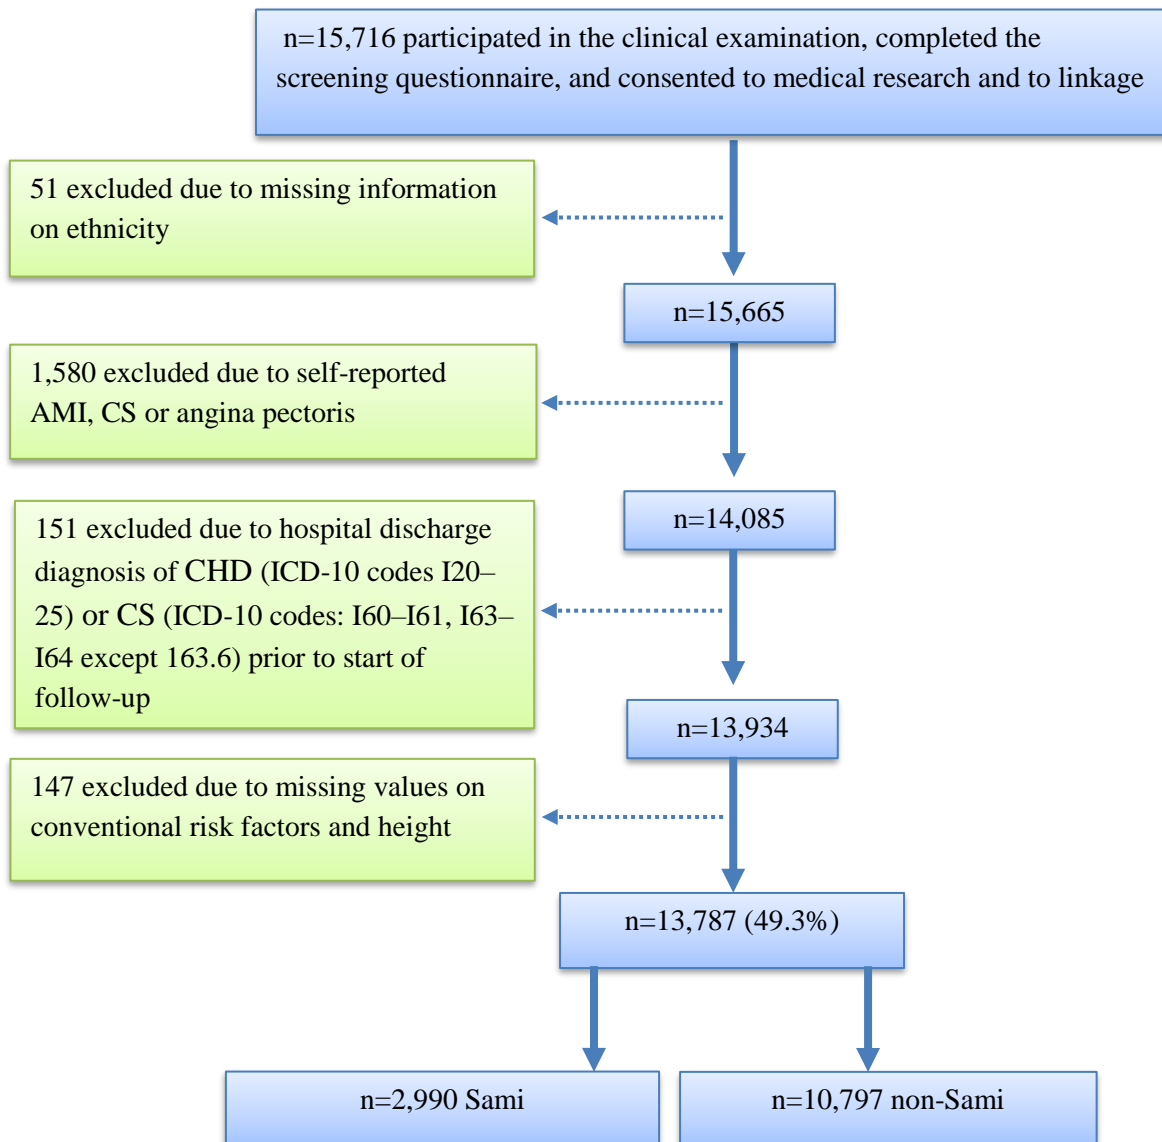 n=15,716 participated in the clinical examination, completed the
screening questionnaire, and consented to medical research and to linkage
51 excluded due to missing information
on ethnicity
n=15,665
1,580 excluded due to self-reported
AMI, CS or angina pectoris
n=14,085
151 excluded due to hospital discharge
diagnosis of CHD (ICD-10 codes I20–
25) or CS (ICD-10 codes: I60–I61, I63–
I64 except 163.6) prior to start of
follow-up
n=13,934
147 excluded due to missing values on
conventional risk factors and height
n=13,787 (49.3%)
n=2,990 Sami
n=10,797 non-Sami